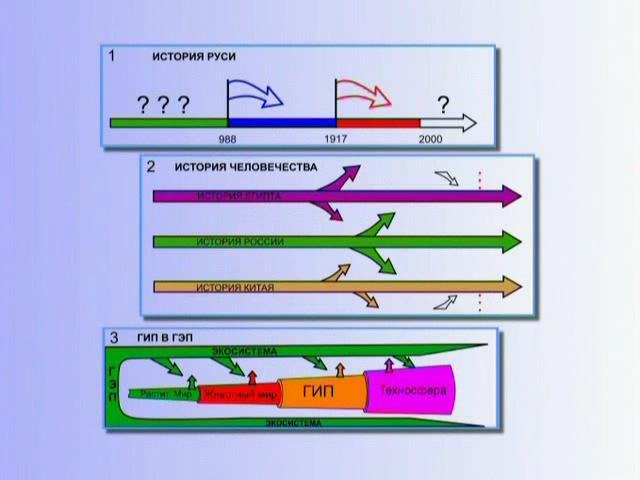 1 ИСТОРИЯ РУСИ
? ? ? ?
988 1917 2000
2 ИСТОРИЯ ЧЕЛОВЕЧЕСТВА
ИСТОРИЯ ЕГИПТА
ИСТОРИЯ РОССИИ
ИСТОРИЯ КИТАЯ
3 ГИП В ГЭП
ЭКОСИСТЕМА
ГЭП
Растит. Мир Животный мир ГИП Техносфера
ЭКОСИСТЕМА